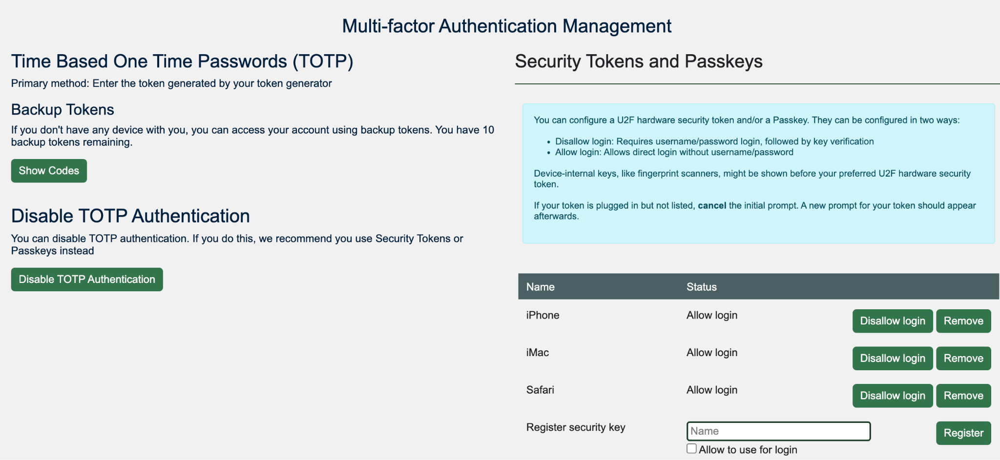 Multi-factor Authentication Management
Time Based One Time Passwords (TOTP)
Primary method: Enter the token generated by your token generator
Backup Tokens
If you don't have any device with you, you can access your account using backup tokens. You have 10
backup tokens remaining.
Show Codes
Disable TOTP Authentication
You can disable TOTP authentication. If you do this, we recommend you use Security Tokens or
Passkeys instead
Disable TOTP Authentication
Security Tokens and Passkeys
You can configure a U2F hardware security token and/or a Passkey. They can be configured in two ways:
• Disallow login: Requires username/password login, followed by key verification
• Allow login: Allows direct login without username/password
Device-internal keys, like fingerprint scanners, might be shown before your preferred U2F hardware security
token.
If your token is plugged in but not listed, cancel the initial prompt. A new prompt for your token should appear
afterwards.
Name Status
iPhone Allow login Disallow login Remove
iMac Allow login Disallow login Remove
Safari Allow login Disallow login Remove
Register security key Name Register
Allow to use for login